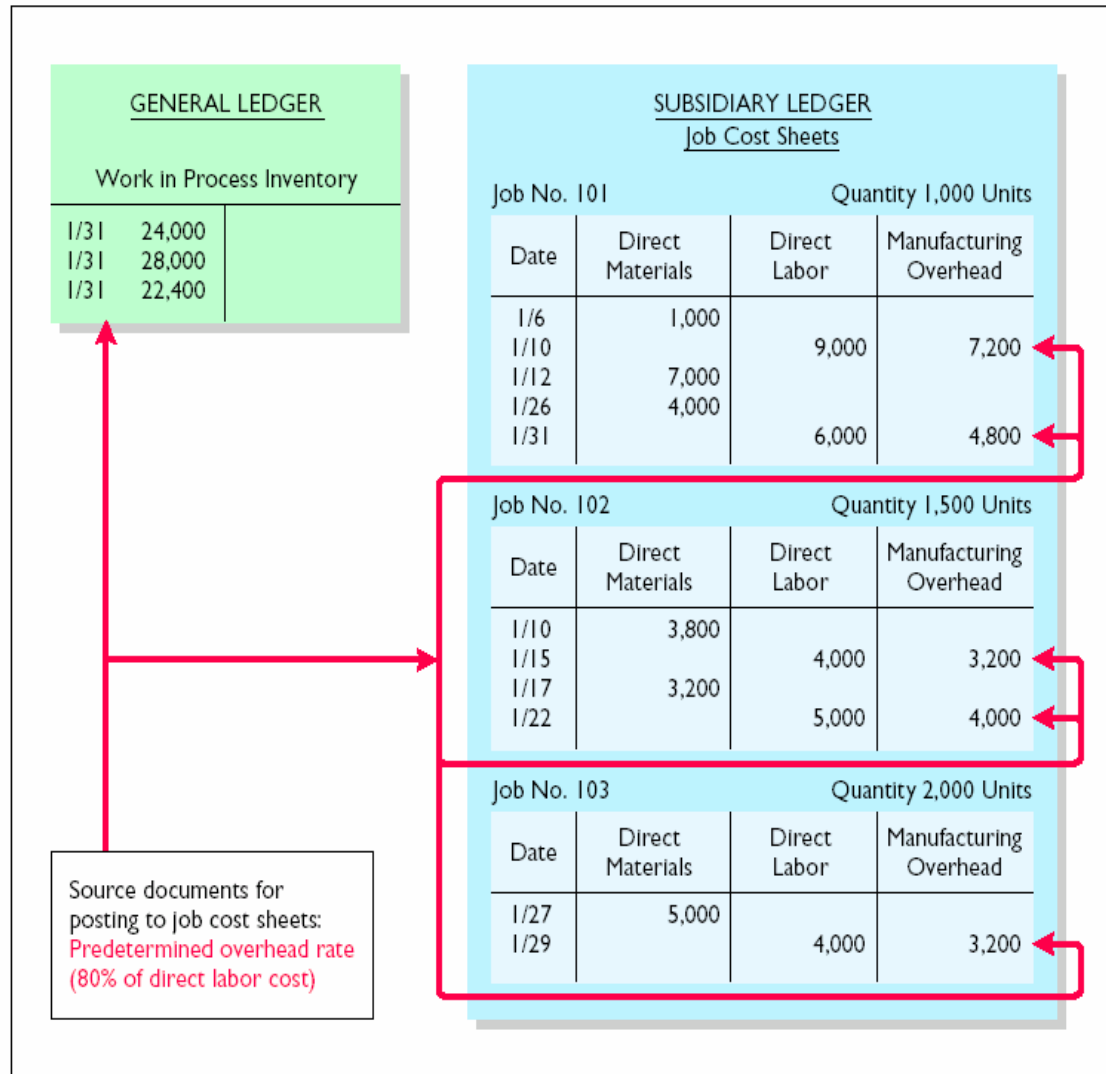 GENERAL LEDGER
Work in Process Inventory
1/31 24,000
1/31 28,000
1/31 22,400
SUBSIDIARY LEDGER
Job Cost Sheets
Job No. 101 Quantity 1,000 Units
Date Direct Materials Direct Labor Manufacturing Overhead
1/6 1,000
1/10 9,000 7,200
1/12 7,000
1/26 4,000
1/31 6,000 4,800
Job No. 102 Quantity 1,500 Units
Date Direct Materials Direct Labor Manufacturing Overhead
1/10 3,800
1/15 4,000 3,200
1/17 3,200
1/22 5,000 4,000
Job No. 103 Quantity 2,000 Units
Date Direct Materials Direct Labor Manufacturing Overhead
1/27 5,000
1/29 4,000 3,200
Source documents for
posting to job cost sheets:
Predetermined overhead rate
(80% of direct labor cost)